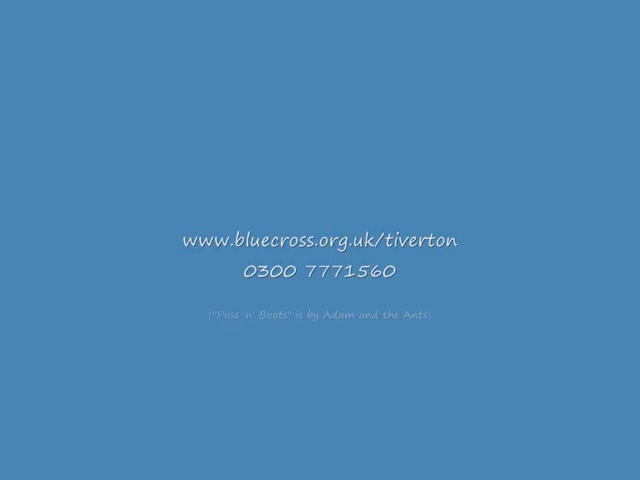 www.bluecross.org.uk/tiverton
0300 7771560
("Puss 'n' Boots" is by Adam and the Ants)